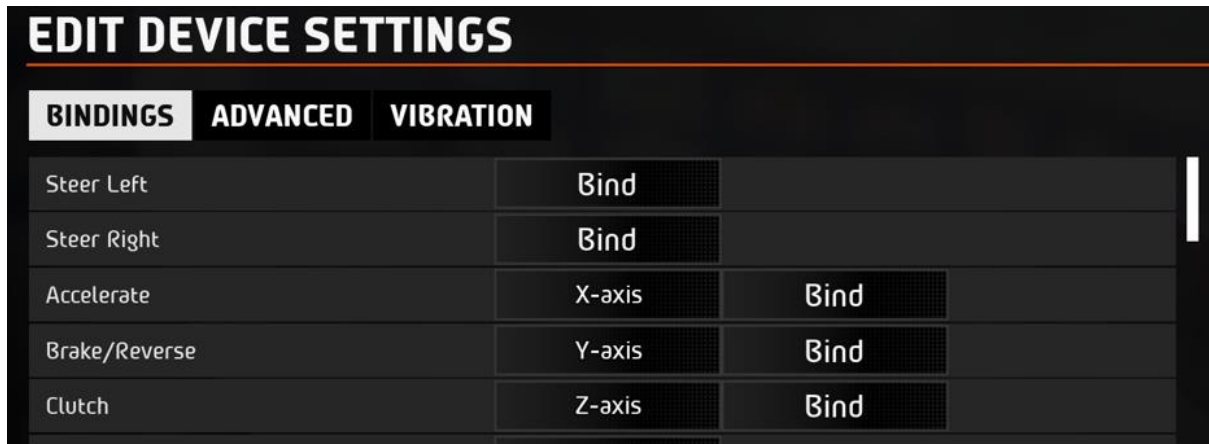 EDIT DEVICE SETTINGS
BINDINGS ADVANCED VIBRATION
Steer Left Bind
Steer Right Bind
Accelerate X-axis Bind
Brake/Reverse Y-axis Bind
Clutch Z-axis Bind